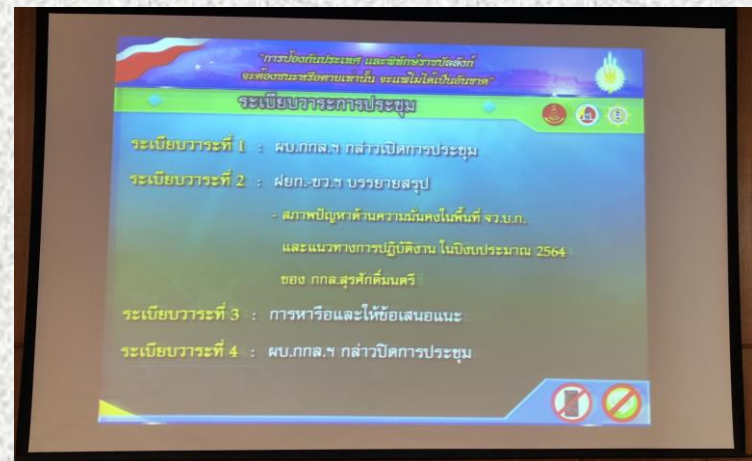 "การป้องกันประเทศ และพิทักษ์ราชบัลลังก์
จะต้องชนะหรือตายเท่านั้น จะแพ้ไม่ได้เป็นอันขาด"
ระเบียบวาระการประชุม
ระเบียบวาระที่ 1 : ผบ.กกล.ฯ กล่าวเปิดการประชุม
ระเบียบวาระที่ 2 : ฝยก.-ขว.ฯ บรรยายสรุป
- สภาพปัญหาด้านความมั่นคงในพื้นที่ จว.บ.ก.
และแนวทางการปฏิบัติงาน ในปีงบประมาณ 2564
ของ กกล.สุรศักดิ์มนตรี
ระเบียบวาระที่ 3 : การหารือและให้ข้อเสนอแนะ
ระเบียบวาระที่ 4 : ผบ.กกล.ฯ กล่าวปิดการประชุม